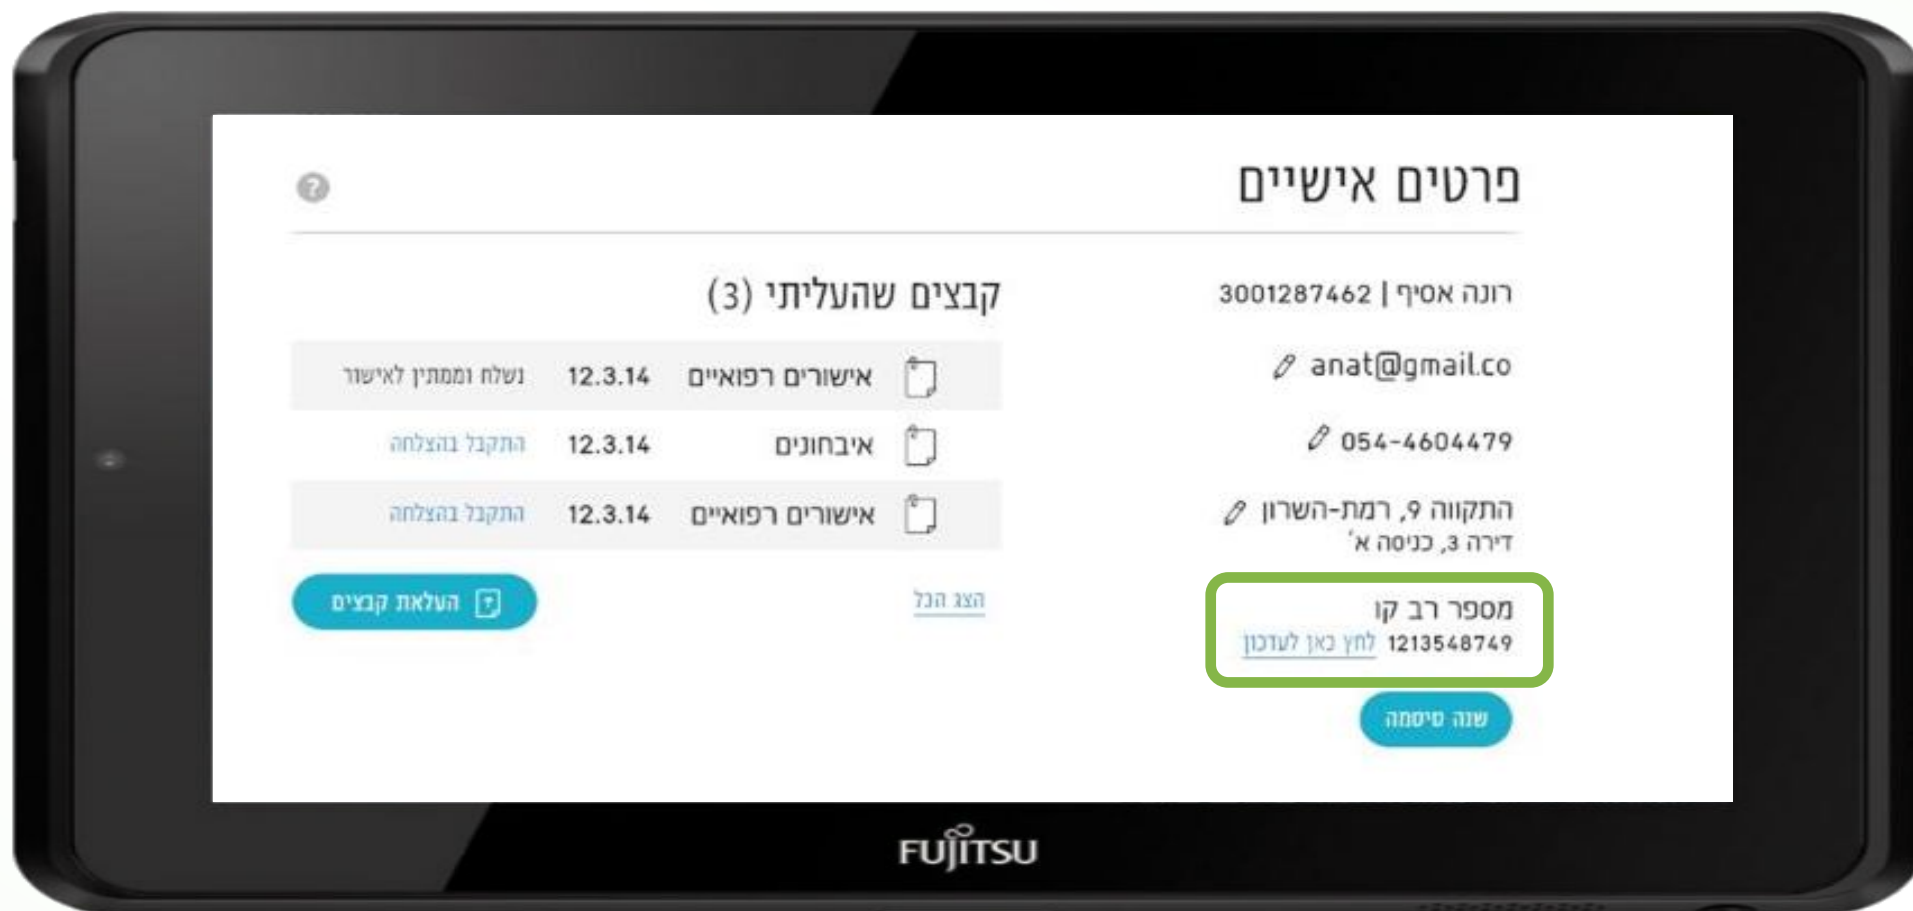 פרטים אישיים
?
רונה אסיף | 3001287462
anat@gmail.co
054-4604479
התקווה 9, רמת-השרון
דירה 3, כניסה א׳
מספר רב קו
1213548749 לחץ כאן לעדכון
שנה סיסמה
קבצים שהעליתי (3)
אישורים רפואיים 12.3.14 נשלח וממתין לאישור
איבחונים 12.3.14 התקבל בהצלחה
אישורים רפואיים 12.3.14 התקבל בהצלחה
הצג הכל
העלאת קבצים
FUJITSU